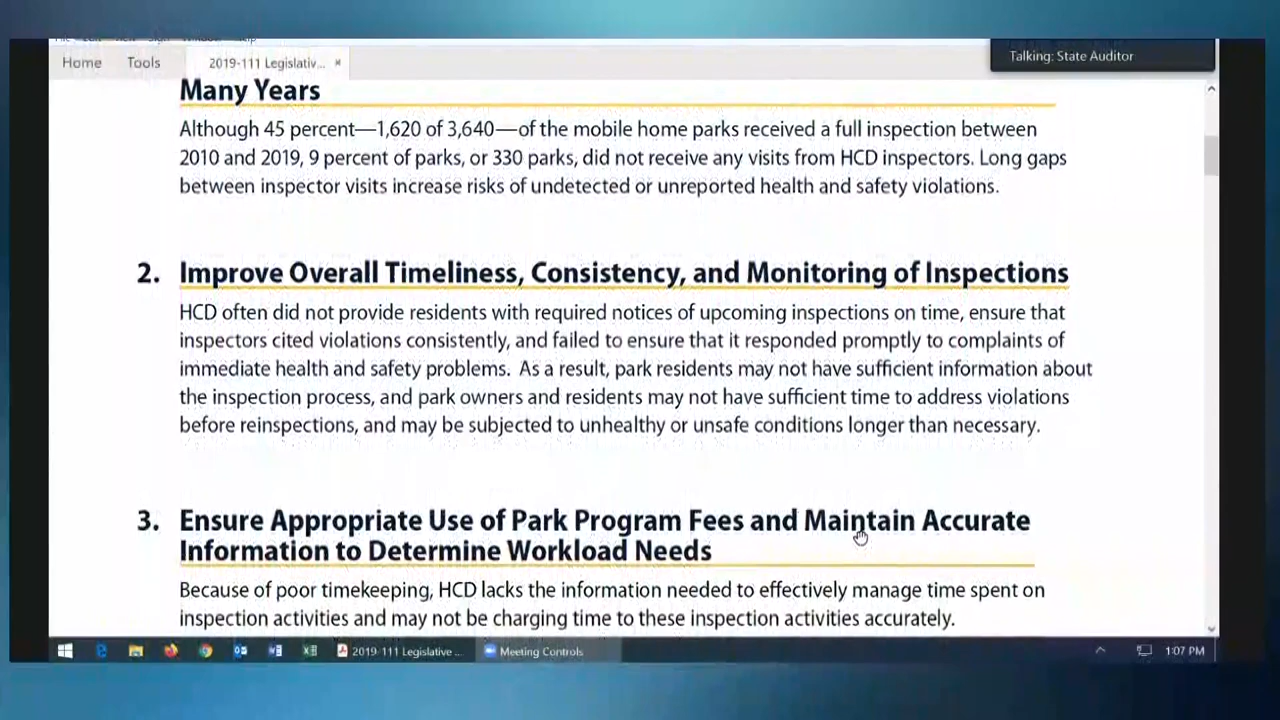 Home Tools 2019-111 Legislativ... ×
Talking: State Auditor
Many Years
Although 45 percent—1,620 of 3,640—of the mobile home parks received a full inspection between
2010 and 2019, 9 percent of parks, or 330 parks, did not receive any visits from HCD inspectors. Long gaps
between inspector visits increase risks of undetected or unreported health and safety violations.
2. Improve Overall Timeliness, Consistency, and Monitoring of Inspections
HCD often did not provide residents with required notices of upcoming inspections on time, ensure that
inspectors cited violations consistently, and failed to ensure that it responded promptly to complaints of
immediate health and safety problems. As a result, park residents may not have sufficient information about
the inspection process, and park owners and residents may not have sufficient time to address violations
before reinspections, and may be subjected to unhealthy or unsafe conditions longer than necessary.
3. Ensure Appropriate Use of Park Program Fees and Maintain Accurate
Information to Determine Workload Needs
Because of poor timekeeping, HCD lacks the information needed to effectively manage time spent on
inspection activities and may not be charging time to these inspection activities accurately.
2019-111 Legislative ... Meeting Controls 1:07 PM